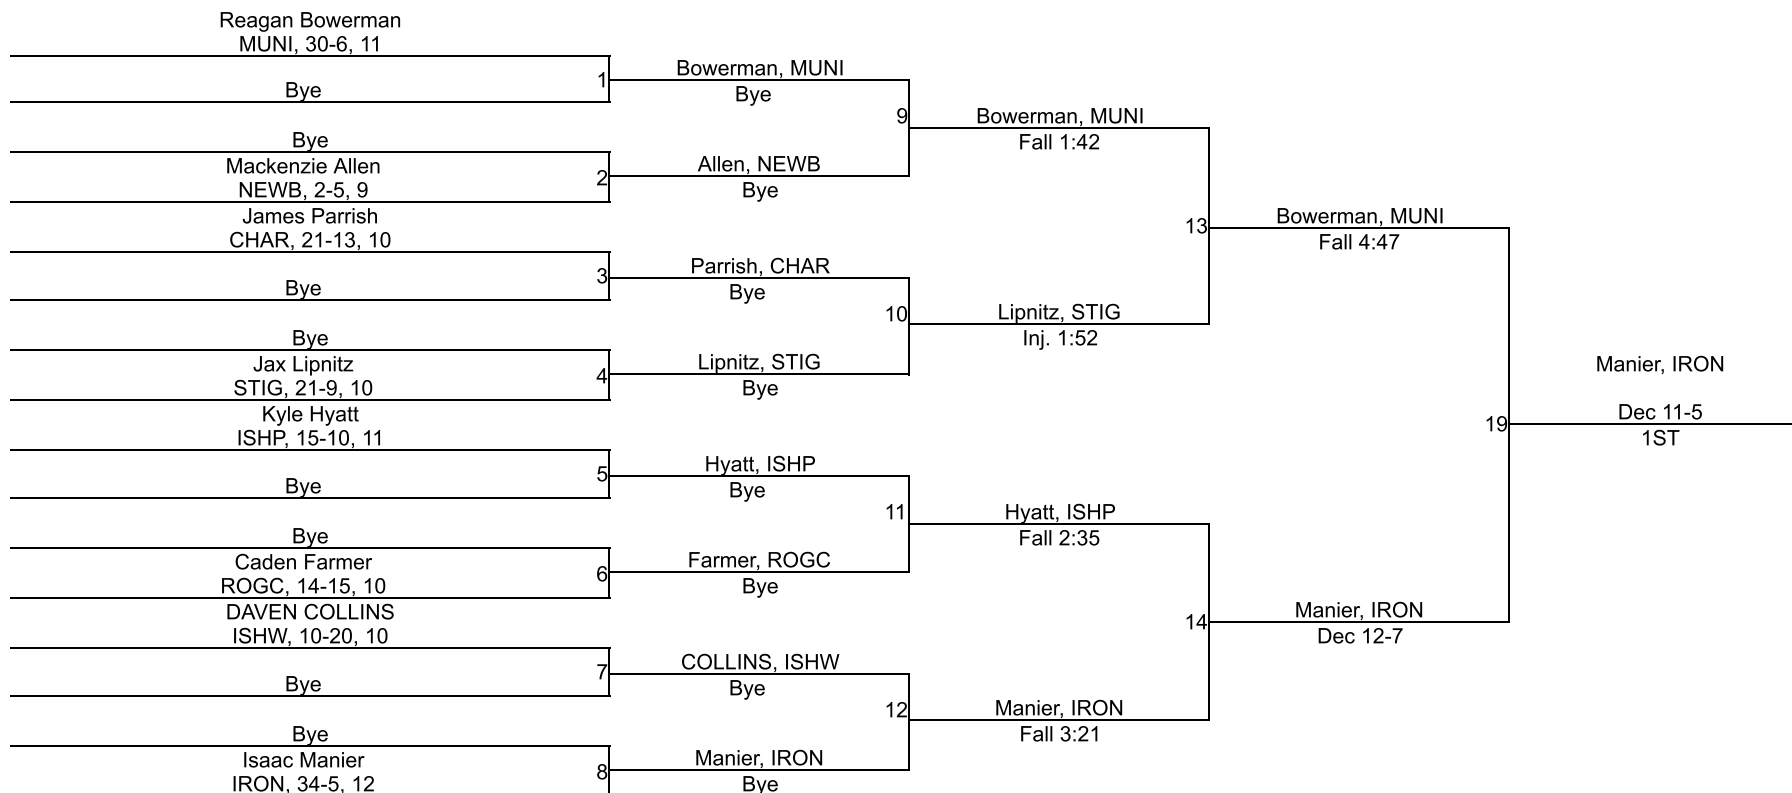 Reagan Bowerman
MUNI, 30-6, 11
1
Bye
Bye
Mackenzie Allen
NEWB, 2-5, 9
2
James Parrish
CHAR, 21-13, 10
3
Bye
Bye
Jax Lipnitz
STIG, 21-9, 10
4
Kyle Hyatt
ISHP, 15-10, 11
5
Bye
Bye
Caden Farmer
ROGC, 14-15, 10
6
DAVEN COLLINS
ISHW, 10-20, 10
7
Bye
Bye
Isaac Manier
IRON, 34-5, 12
8
Bowerman, MUNI
Bye
9
Allen, NEWB
Bye
Parrish, CHAR
Bye
10
Lipnitz, STIG
Bye
Hyatt, ISHP
Bye
11
Farmer, ROGC
Bye
COLLINS, ISHW
Bye
12
Manier, IRON
Bye
Bowerman, MUNI
Fall 1:42
13
Lipnitz, STIG
Inj. 1:52
Hyatt, ISHP
Fall 2:35
14
Manier, IRON
Fall 3:21
Bowerman, MUNI
Fall 4:47
19
Manier, IRON
Dec 12-7
Manier, IRON
Dec 11-5
1ST